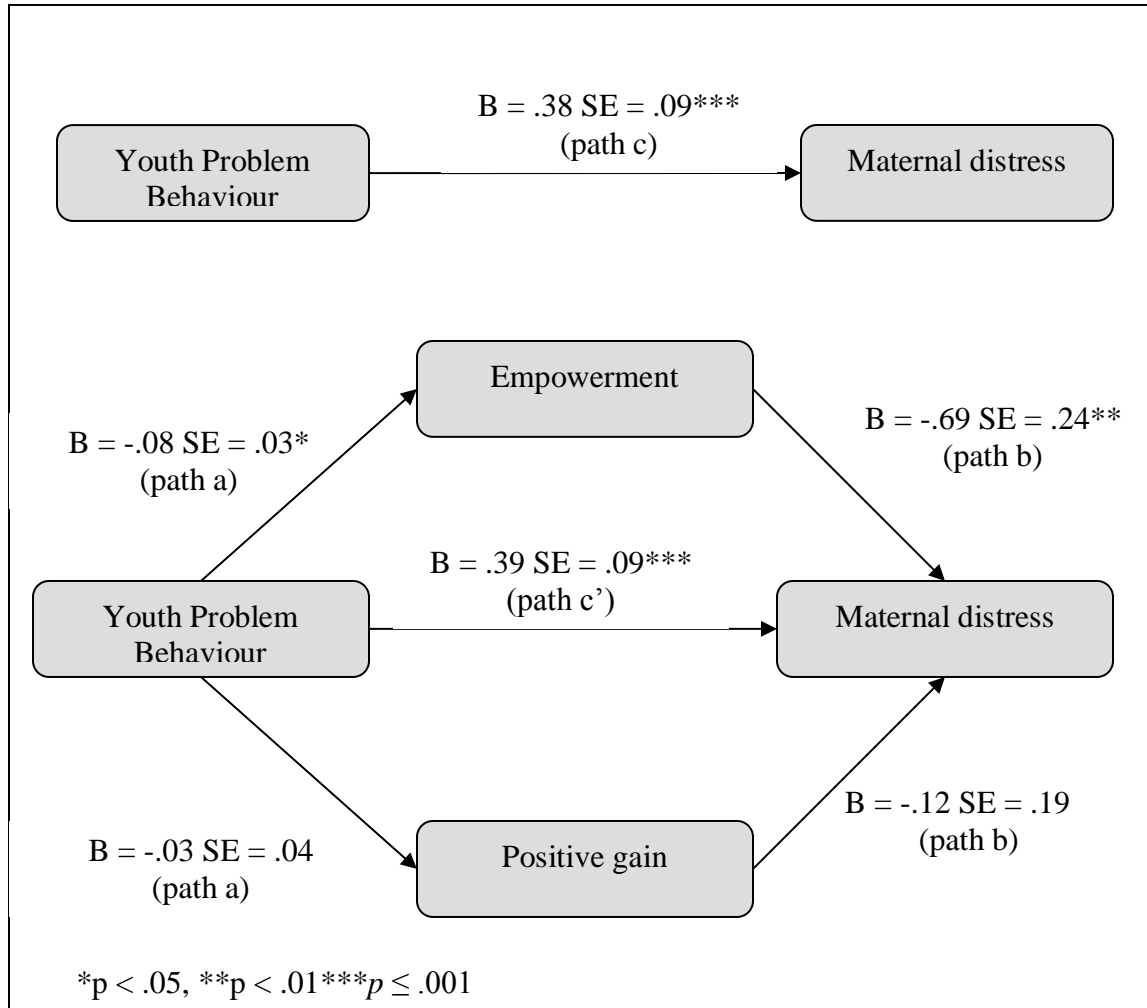 B = .38 SE = .09***
(path c)
Youth Problem
Behaviour
Maternal distress
Empowerment
B = -.08 SE = .03*
(path a)
B = -.69 SE = .24**
(path b)
B = .39 SE = .09***
(path c’)
Youth Problem
Behaviour
Maternal distress
B = -.03 SE = .04
(path a)
Positive gain
B = -.12 SE = .19
(path b)
*p < .05, **p < .01***p ≤ .001